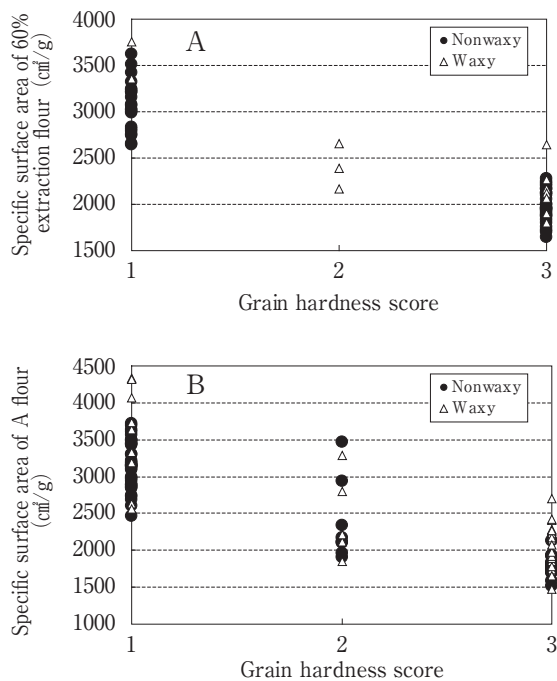 4000
3500
3000
2500
2000
1500
A
Nonwaxy
Waxy
Specific surface area of 60%
extraction flour (㎠/g)
1 2 3
Grain hardness score
4500
4000
3500
3000
2500
2000
1500
1000
B
Nonwaxy
Waxy
Specific surface area of A flour
(㎠/g)
1 2 3
Grain hardness score